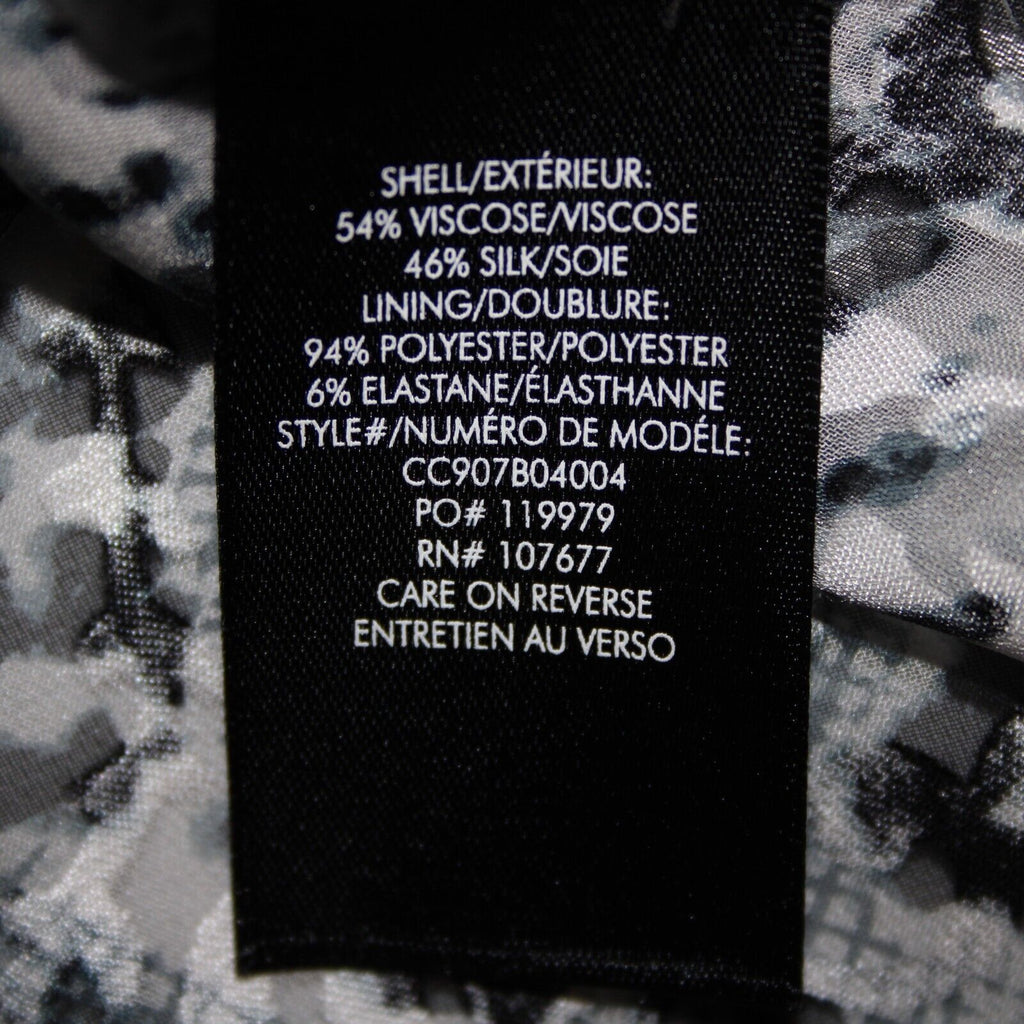 SHELL/EXTÉRIEUR:
54% VISCOSE/VISCOSE
46% SILK/SOIE
LINING/DOUBLURE:
94% POLYESTER/POLYESTER
6% ELASTANE/ÉLASTHANNE
STYLE#/NUMÉRO DE MODÉLE:
CC907B04004
PO# 119979
RN# 107677
CARE ON REVERSE
ENTRETIEN AU VERSO